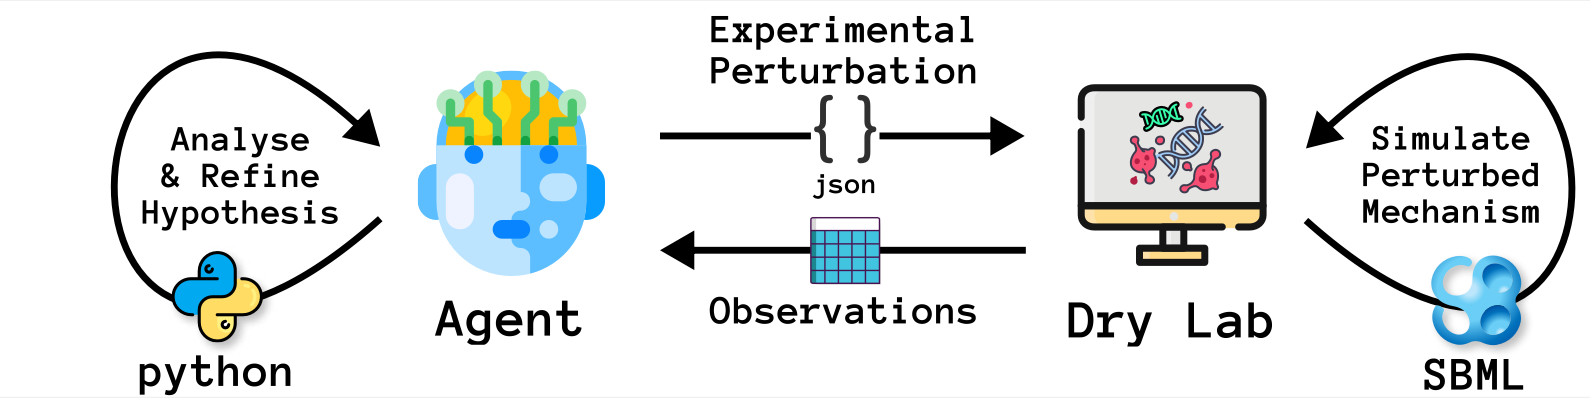 Experimental
Perturbation
{ }
json
Analyse
& Refine
Hypothesis
python
Agent
Observations
Dry Lab
Simulate
Perturbed
Mechanism
SBML